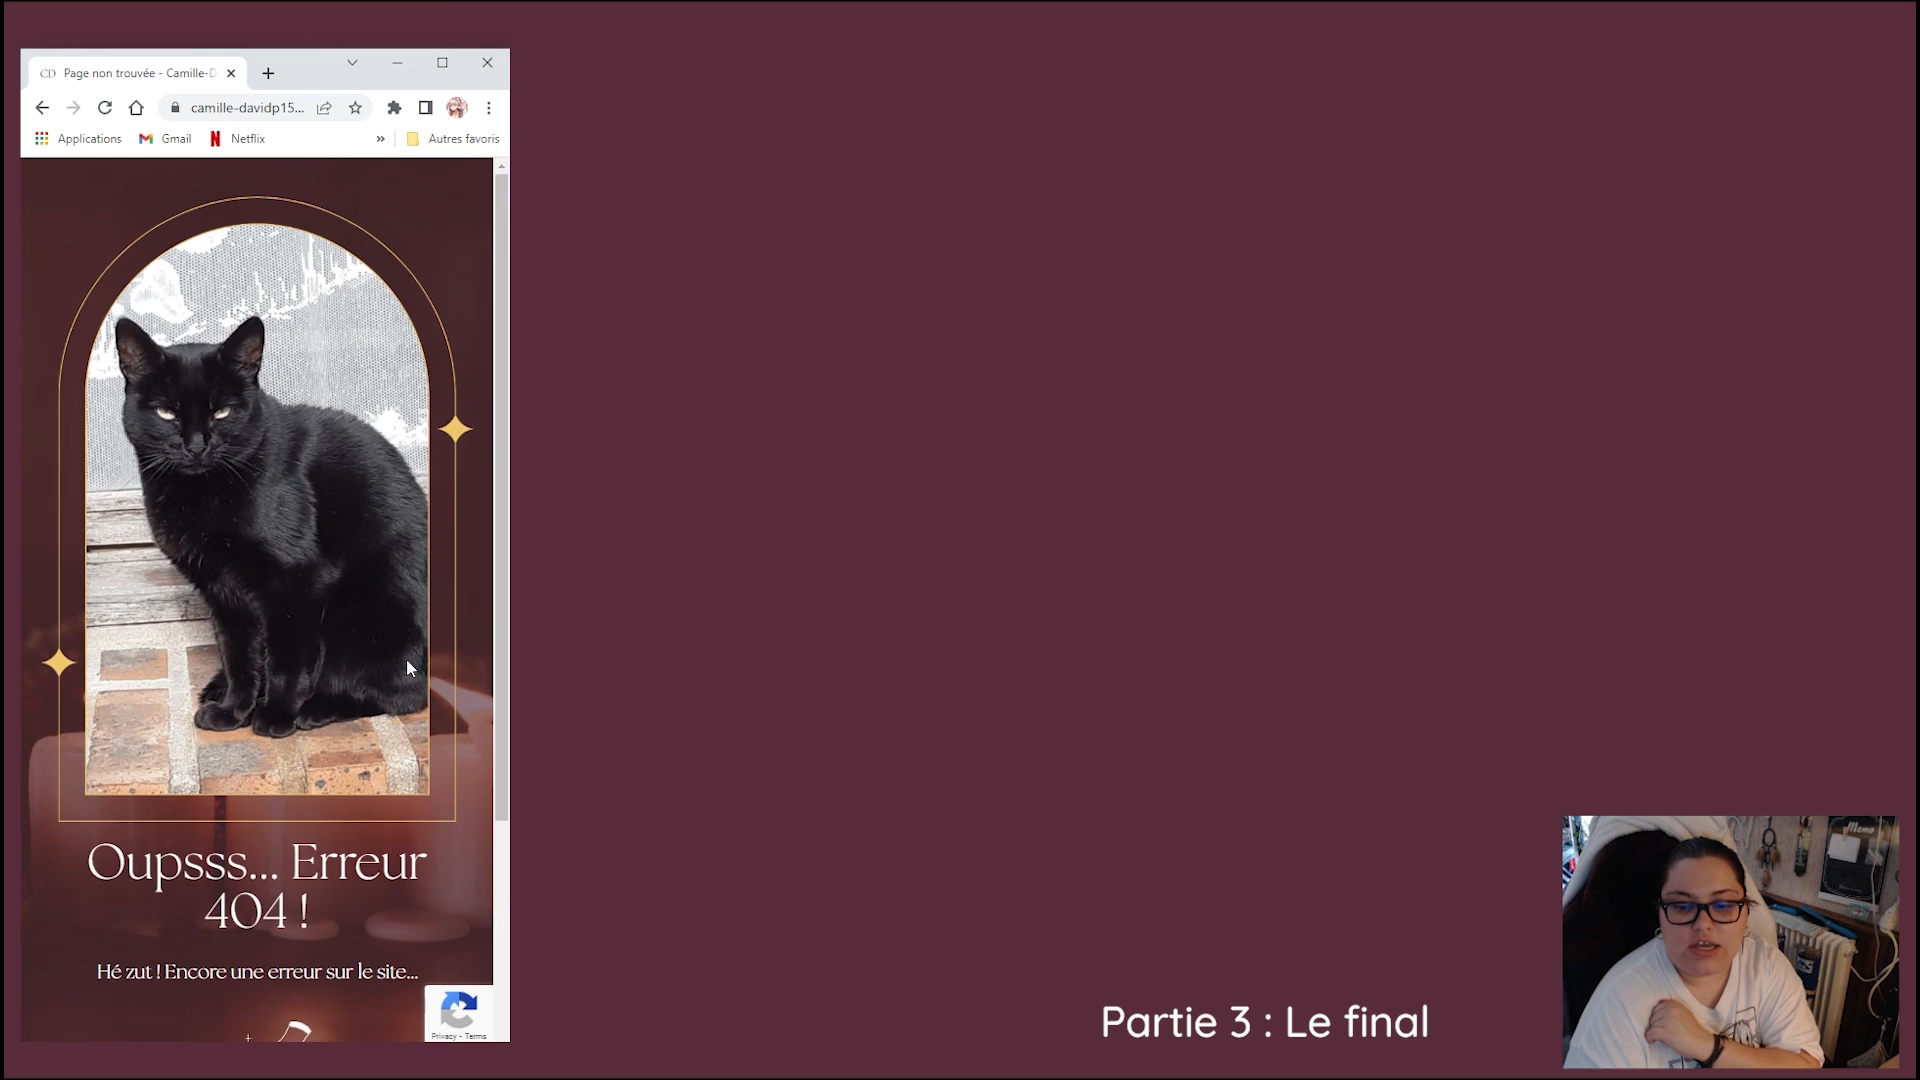 CD Page non trouvée - Camille-D
camille-davidp15...
Applications Gmail Netflix » Autres favoris
Oupsss... Erreur
404 !
Hé zut ! Encore une erreur sur le site...
Privacy - Terms
Partie 3 : Le final
Memo